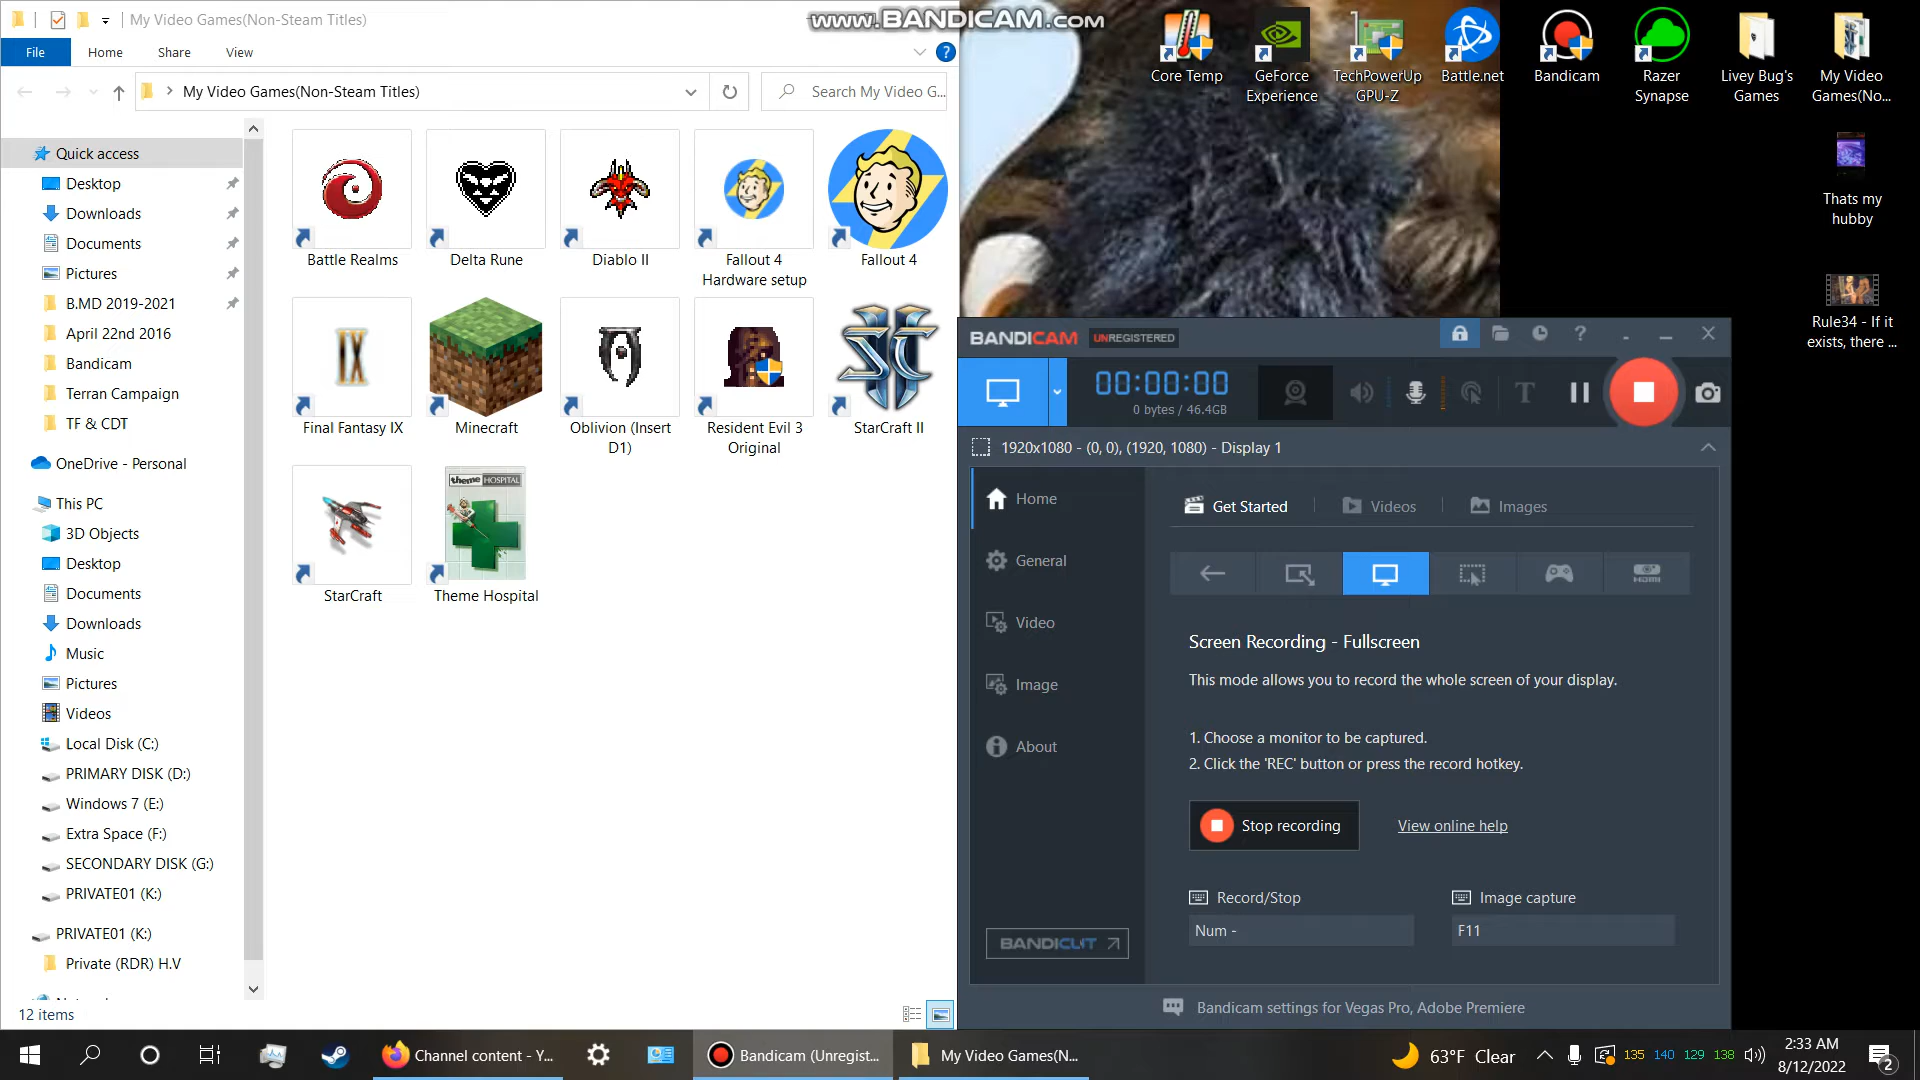 My Video Games(Non-Steam Titles)
www.BANDICAM.com
File
Home
Share
View
My Video Games(Non-Steam Titles)
Search My Video G...
Quick access
Desktop
Downloads
Documents
Pictures
B.MD 2019-2021
April 22nd 2016
Bandicam
Terran Campaign
TF & CDT
OneDrive - Personal
This PC
3D Objects
Desktop
Documents
Downloads
Music
Pictures
Videos
Local Disk (C:)
PRIMARY DISK (D:)
Windows 7 (E:)
Extra Space (F:)
SECONDARY DISK (G:)
PRIVATE01 (K:)
PRIVATE01 (K:)
Private (RDR) H.V
12 items
Battle Realms
Delta Rune
Diablo II
Fallout 4
Hardware setup
Fallout 4
IX
Final Fantasy IX
Minecraft
Oblivion (Insert
D1)
Resident Evil 3
Original
StarCraft II
StarCraft
theme HOSPITAL
Theme Hospital
Core Temp
GeForce
Experience
TechPowerUp
GPU-Z
Battle.net
Bandicam
Razer
Synapse
Livey Bug's
Games
My Video
Games(No...
Thats my
hubby
Rule34 - If it
exists, there ...
BANDICAM
UNREGISTERED
00:00:00
0 bytes / 46.4GB
1920x1080 - (0, 0), (1920, 1080) - Display 1
Home
General
Video
Image
About
BANDICUT
Get Started
Videos
Images
HDMI
Screen Recording - Fullscreen
This mode allows you to record the whole screen of your display.
1. Choose a monitor to be captured.
2. Click the 'REC' button or press the record hotkey.
Stop recording
View online help
Record/Stop
Num -
Image capture
F11
Bandicam settings for Vegas Pro, Adobe Premiere
Channel content - Y...
Bandicam (Unregist...
My Video Games(N...
63°F Clear
135 140 129 138
2:33 AM
8/12/2022
2